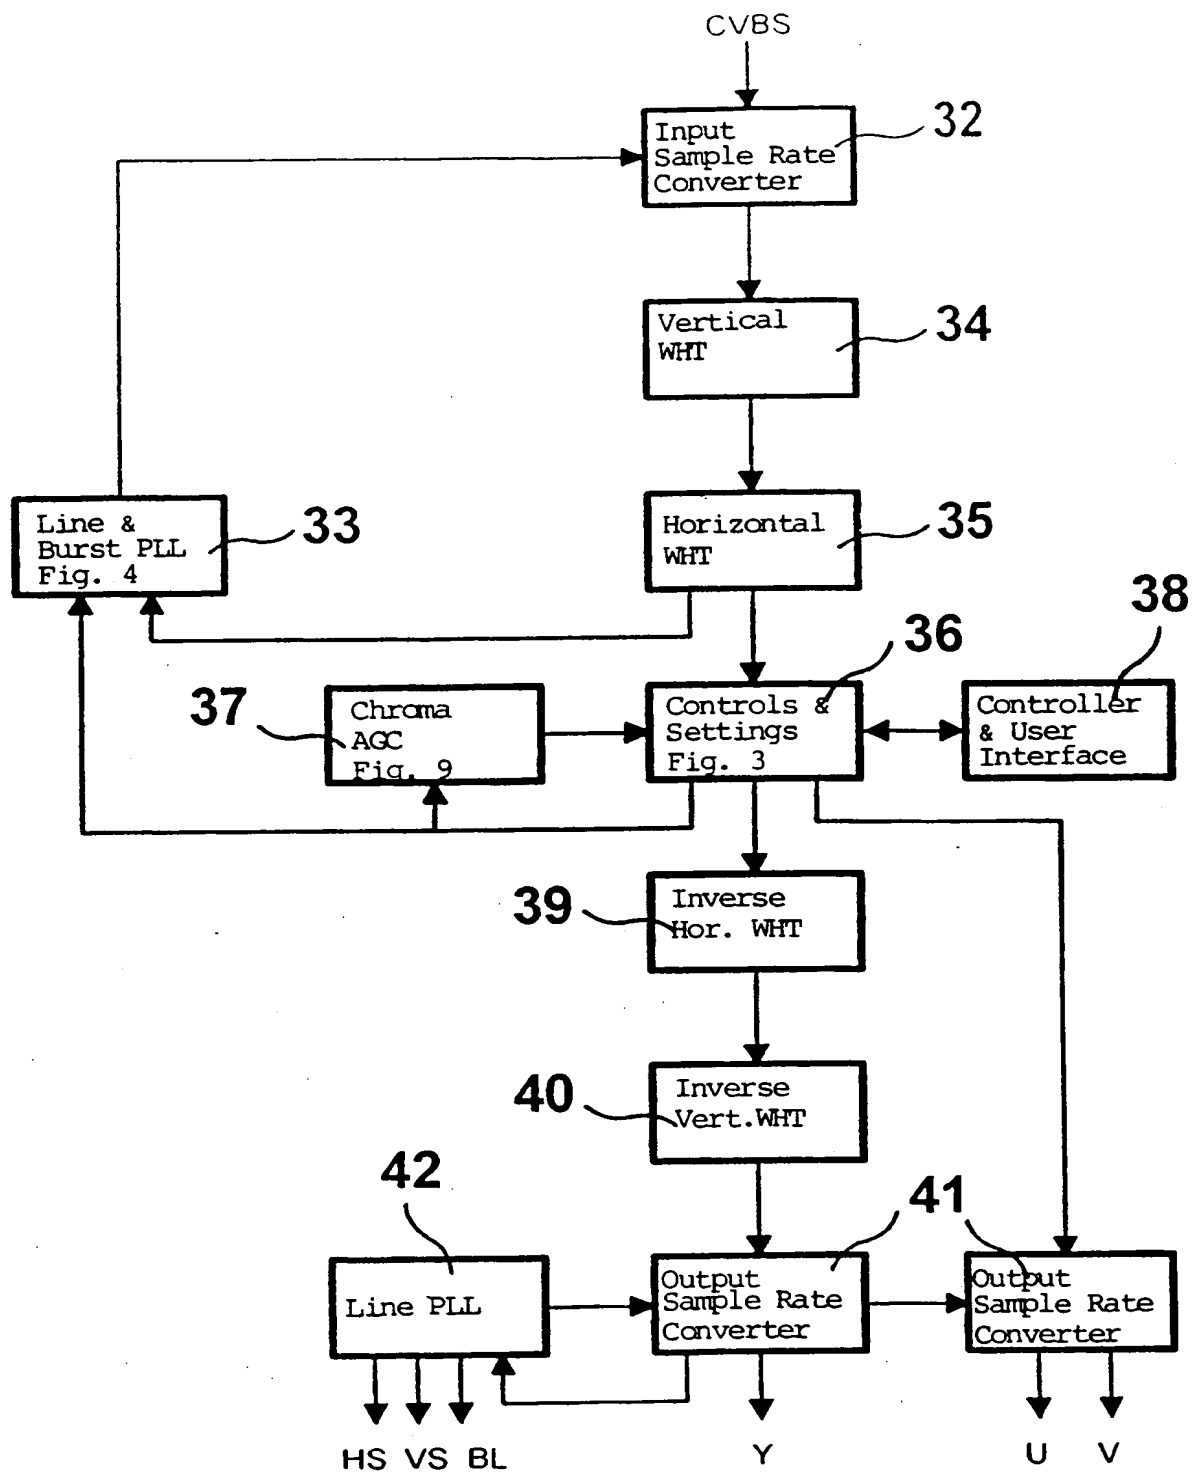 CVBS
Input
Sample Rate
Converter
32
Vertical
WHT
34
Line &
Burst PLL
Fig. 4
33
Horizontal
WHT
35
38
36
37
Chroma
AGC
Fig. 9
Controls &
Settings
Fig. 3
Controller
& User
Interface
39
Inverse
Hor. WHT
40
Inverse
Vert.WHT
42
41
Line PLL
Output
Sample Rate
Converter
Output
Sample Rate
Converter
HS VS BL
Y
U V